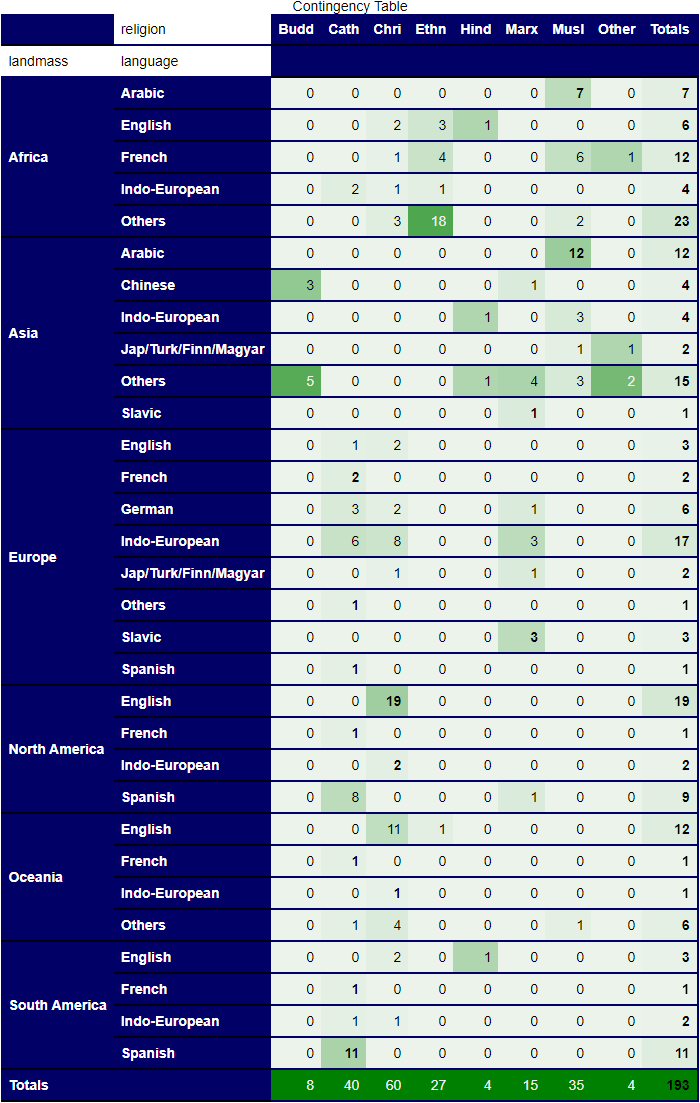 Contingency Table
religion Budd Cath Chri Ethn Hind Marx Musl Other Totals
landmass language
Africa Arabic 0 0 0 0 0 0 7 0 7
English 0 0 2 3 1 0 0 0 6
French 0 0 1 4 0 0 6 1 12
Indo-European 0 2 1 1 0 0 0 0 4
Others 0 0 3 18 0 0 2 0 23
Asia Arabic 0 0 0 0 0 0 12 0 12
Chinese 3 0 0 0 0 1 0 0 4
Indo-European 0 0 0 0 1 0 3 0 4
Jap/Turk/Finn/Magyar 0 0 0 0 0 0 1 1 2
Others 5 0 0 0 1 4 3 2 15
Slavic 0 0 0 0 0 1 0 0 1
Europe English 0 1 2 0 0 0 0 0 3
French 0 2 0 0 0 0 0 0 2
German 0 3 2 0 0 1 0 0 6
Indo-European 0 6 8 0 0 3 0 0 17
Jap/Turk/Finn/Magyar 0 0 1 0 0 1 0 0 2
Others 0 1 0 0 0 0 0 0 1
Slavic 0 0 0 0 0 3 0 0 3
Spanish 0 1 0 0 0 0 0 0 1
North America English 0 0 19 0 0 0 0 0 19
French 0 1 0 0 0 0 0 0 1
Indo-European 0 0 2 0 0 0 0 0 2
Spanish 0 8 0 0 0 1 0 0 9
Oceania English 0 0 11 1 0 0 0 0 12
French 0 1 0 0 0 0 0 0 1
Indo-European 0 0 1 0 0 0 0 0 1
Others 0 1 4 0 0 0 1 0 6
South America English 0 0 2 0 1 0 0 0 3
French 0 1 0 0 0 0 0 0 1
Indo-European 0 1 1 0 0 0 0 0 2
Spanish 0 11 0 0 0 0 0 0 11
Totals 8 40 60 27 4 15 35 4 193